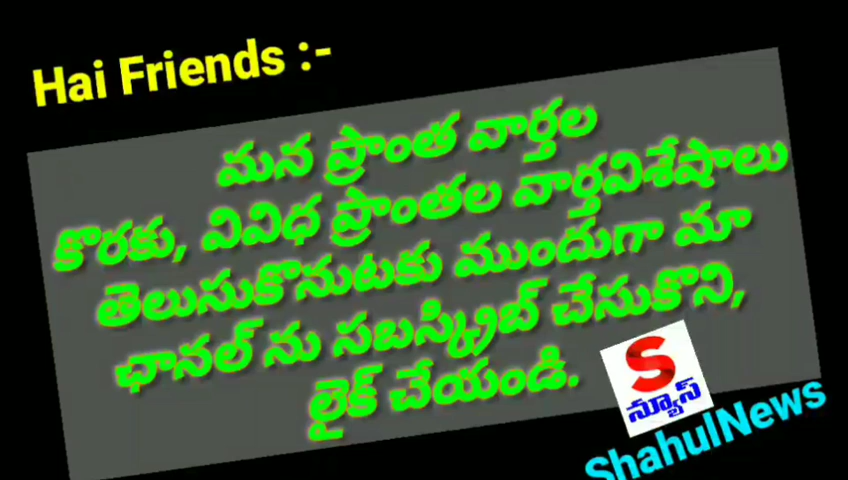 Hai Friends :-
మన ప్రాంత వార్తల
కొరకు, వివిధ ప్రాంతల వార్తవిశేషాలు
తెలుసుకొనుటకు ముందుగా మా
ఛానల్ ను సబస్క్రిబ్ చేసుకొని,
లైక్ చేయండి.
S
న్యూస్
ShahulNews